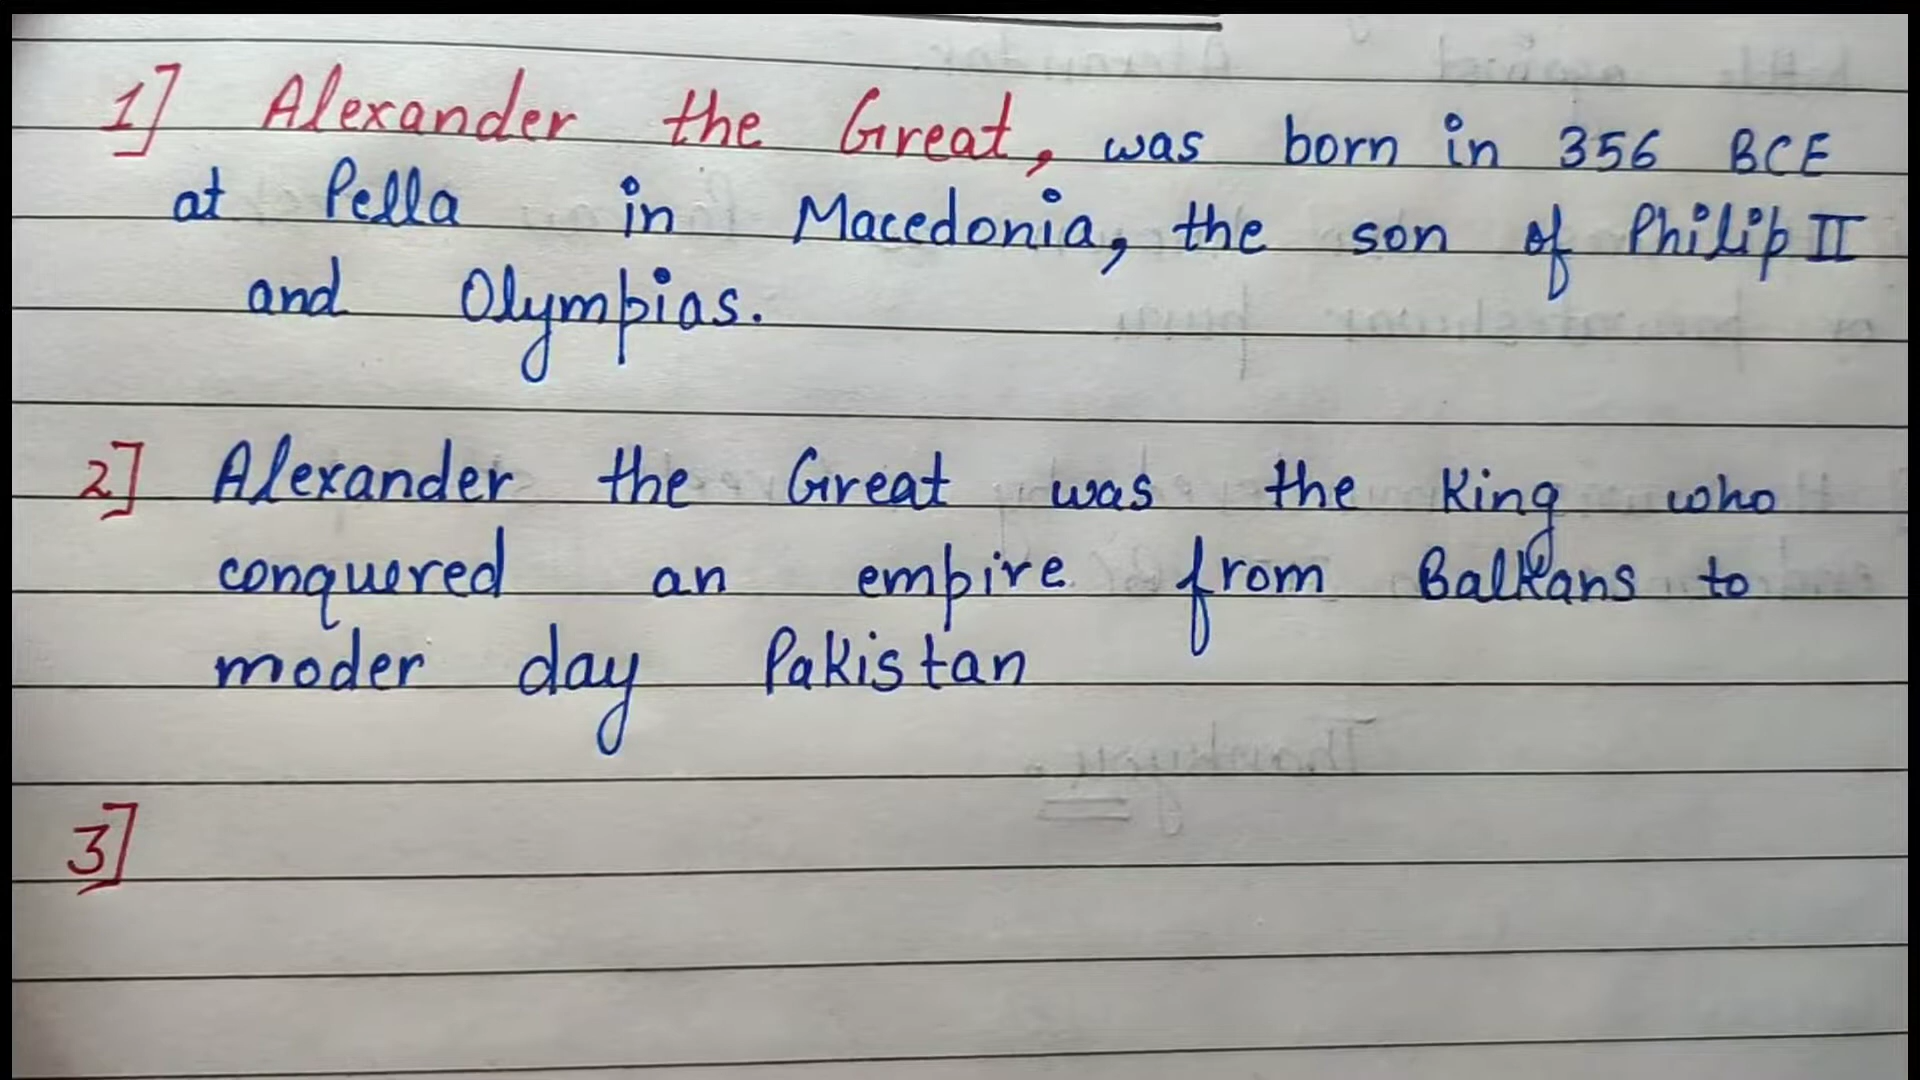 1] Alexander the Great, was born in 356 BCE
at Pella in Macedonia, the son of Philip II
and Olympias.
2] Alexander the Great was the King who
conquered an empire from Balkans to
moder day Pakistan
3]